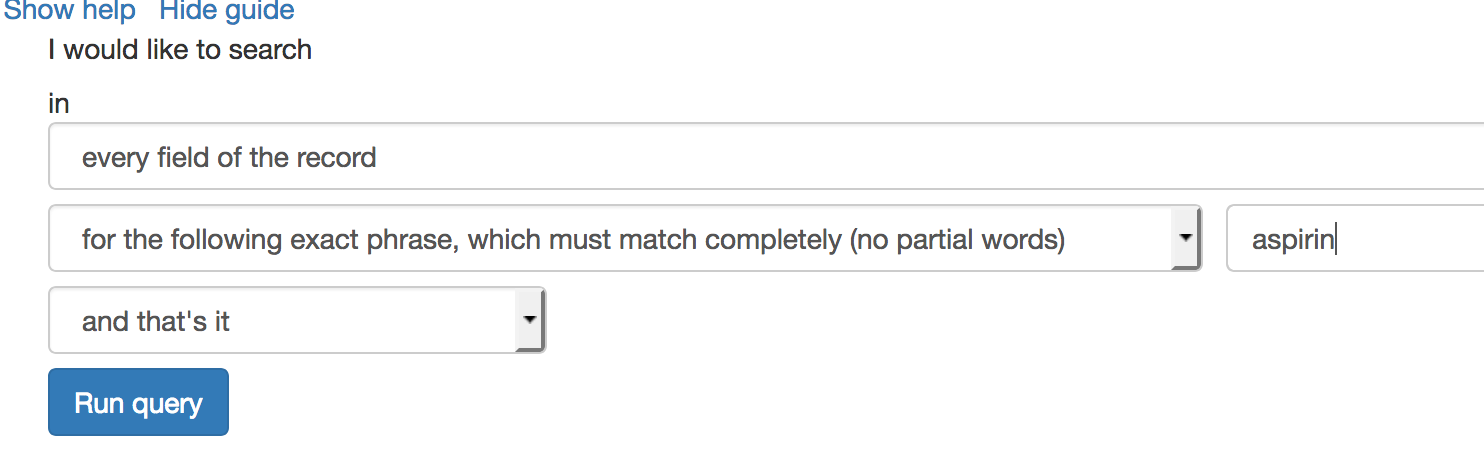 Show help Hide guide
I would like to search
in
every field of the record
for the following exact phrase, which must match completely (no partial words) aspirin
and that's it
Run query